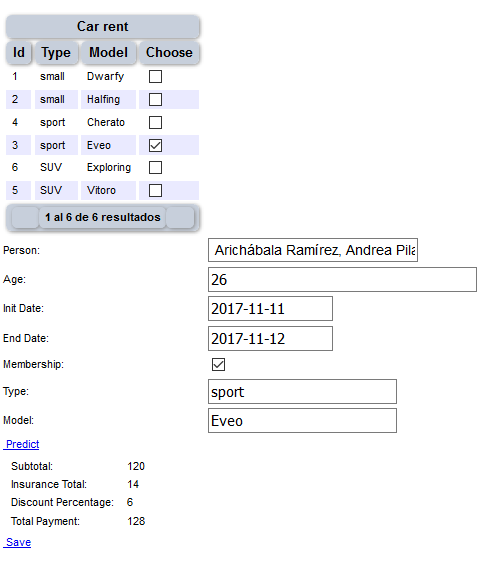 Car rent
Id Type Model Choose
1 small Dwarfy
2 small Halfing
4 sport Cherato
3 sport Eveo
6 SUV Exploring
5 SUV Vitoro
1 al 6 de 6 resultados
Person: Arichábala Ramírez, Andrea Pila
Age: 26
Init Date: 2017-11-11
End Date: 2017-11-12
Membership:
Type: sport
Model: Eveo
Predict
Subtotal: 120
Insurance Total: 14
Discount Percentage: 6
Total Payment: 128
Save